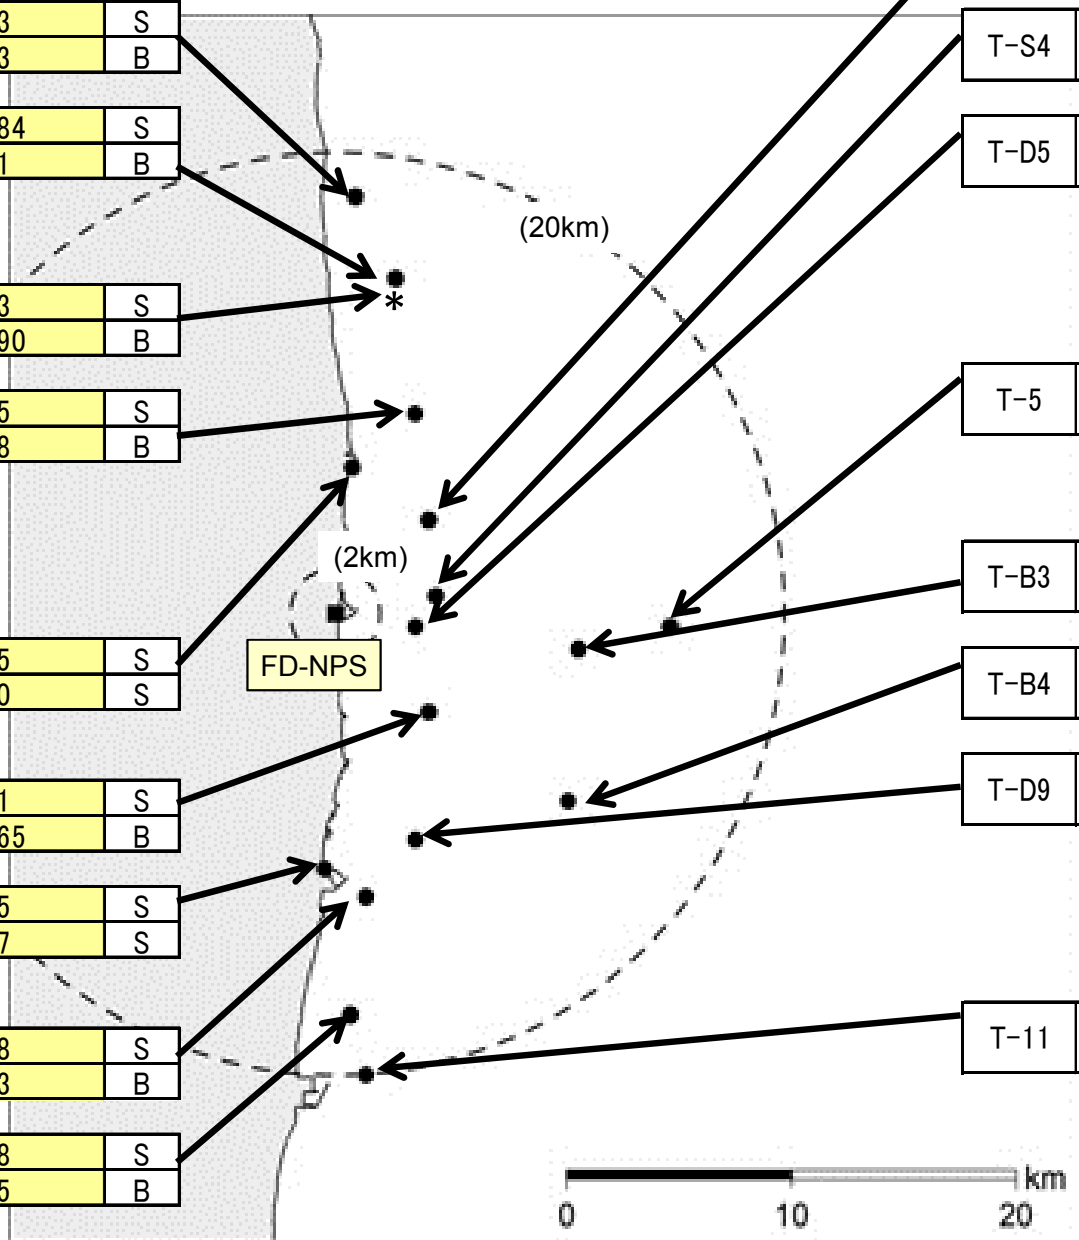 3 S
3 B
T-S4
84 S
1 B
T-D5
(20km)
3 S
90 B
*
5 S
8 B
T-5
(2km)
T-B3
5 S
0 S
FD-NPS
T-B4
1 S
65 B
T-D9
5 S
7 S
8 S
3 B
T-11
8 S
5 B
km
0 10 20